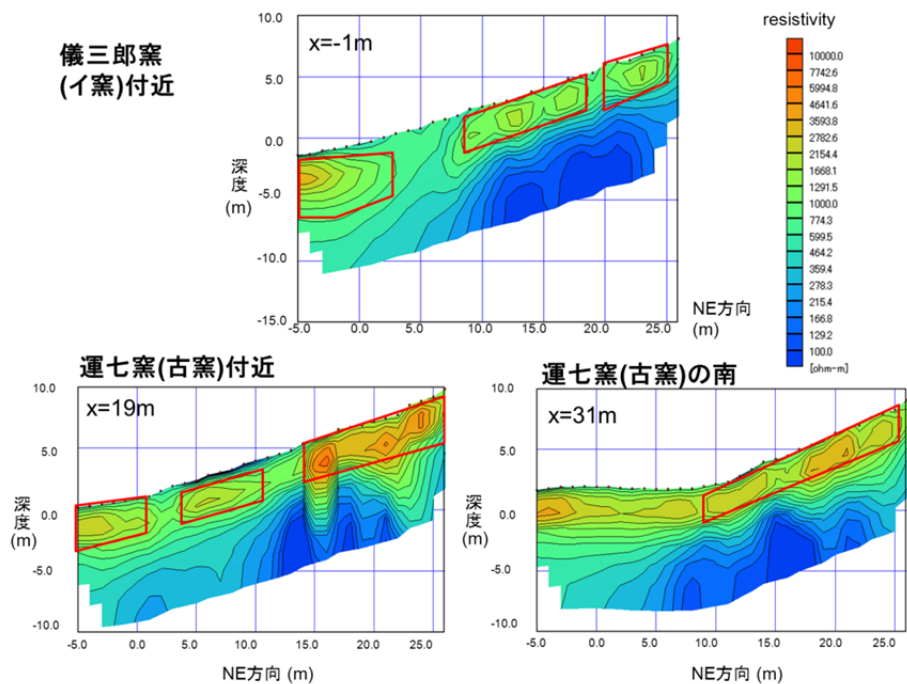 儀三郎窯
(イ窯)付近
x=-1m
10.0
5.0
0.0
-5.0
-10.0
-15.0
深度
(m)
-5.0 0.0 5.0 10.0 15.0 20.0 25.0
NE方向
(m)
resistivity
10000.0
7742.6
5994.8
4641.6
3593.8
2782.6
2154.4
1668.1
1291.5
1000.0
774.3
599.5
464.2
359.4
278.3
215.4
166.8
129.2
100.0
[ohm-m]
運七窯(古窯)付近
x=19m
10.0
5.0
0.0
-5.0
-10.0
深度
(m)
-5.0 0.0 5.0 10.0 15.0 20.0 25.0
NE方向 (m)
運七窯(古窯)の南
x=31m
10.0
5.0
0.0
-5.0
-10.0
深度
(m)
-5.0 0.0 5.0 10.0 15.0 20.0 25.0
NE方向 (m)